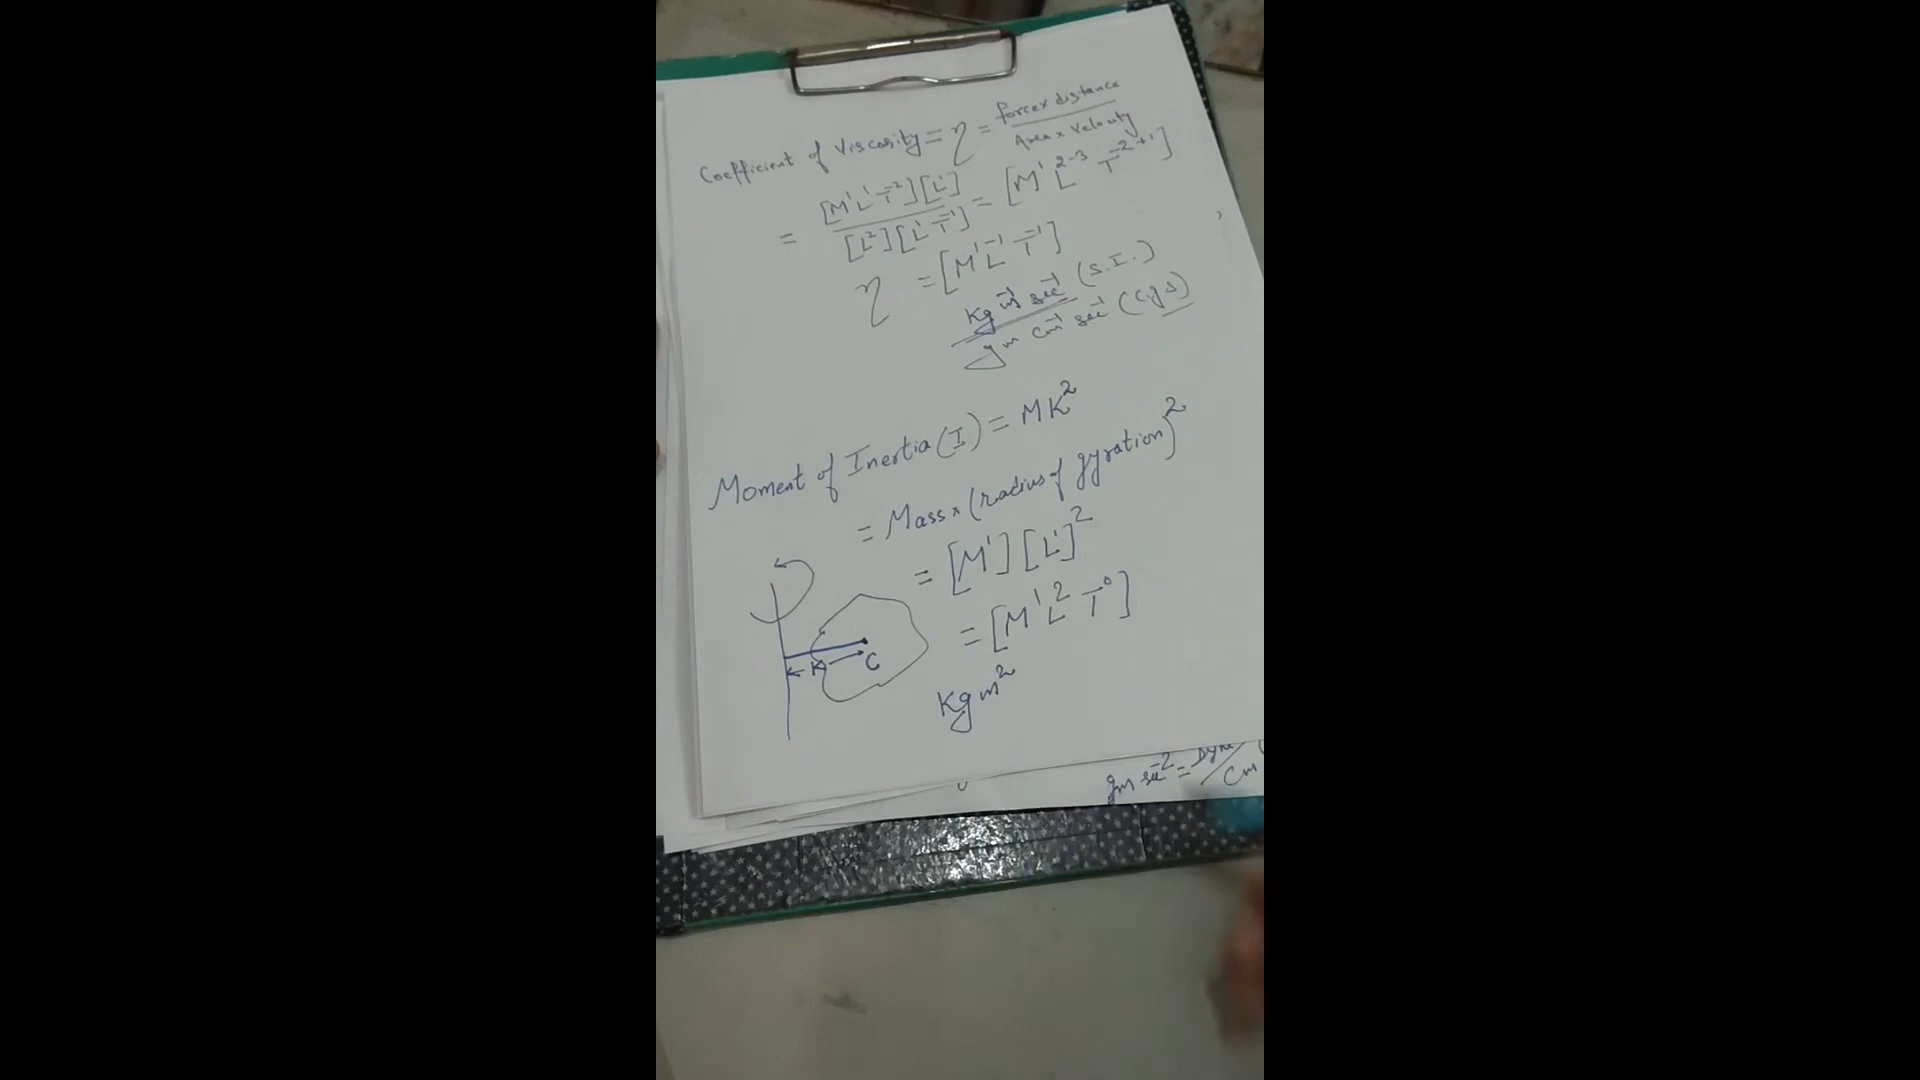 Coefficient of Viscosity = η = force x distance / Area x Velocity
= [M¹L¹T⁻²][L¹] / [L²][L¹T⁻¹] = [M¹ L²⁻³ T⁻²⁺¹]
η = [M¹L⁻¹T⁻¹]
Kg m⁻¹ sec⁻¹ (S.I.)
gm cm⁻¹ sec⁻¹ (cgs)
Moment of Inertia (I) = MK²
= Mass x (radius of gyration)²
= [M¹][L¹]²
= [M¹L²T⁰]
K C
Kg m²
gm sec⁻² = Dyne/Cm